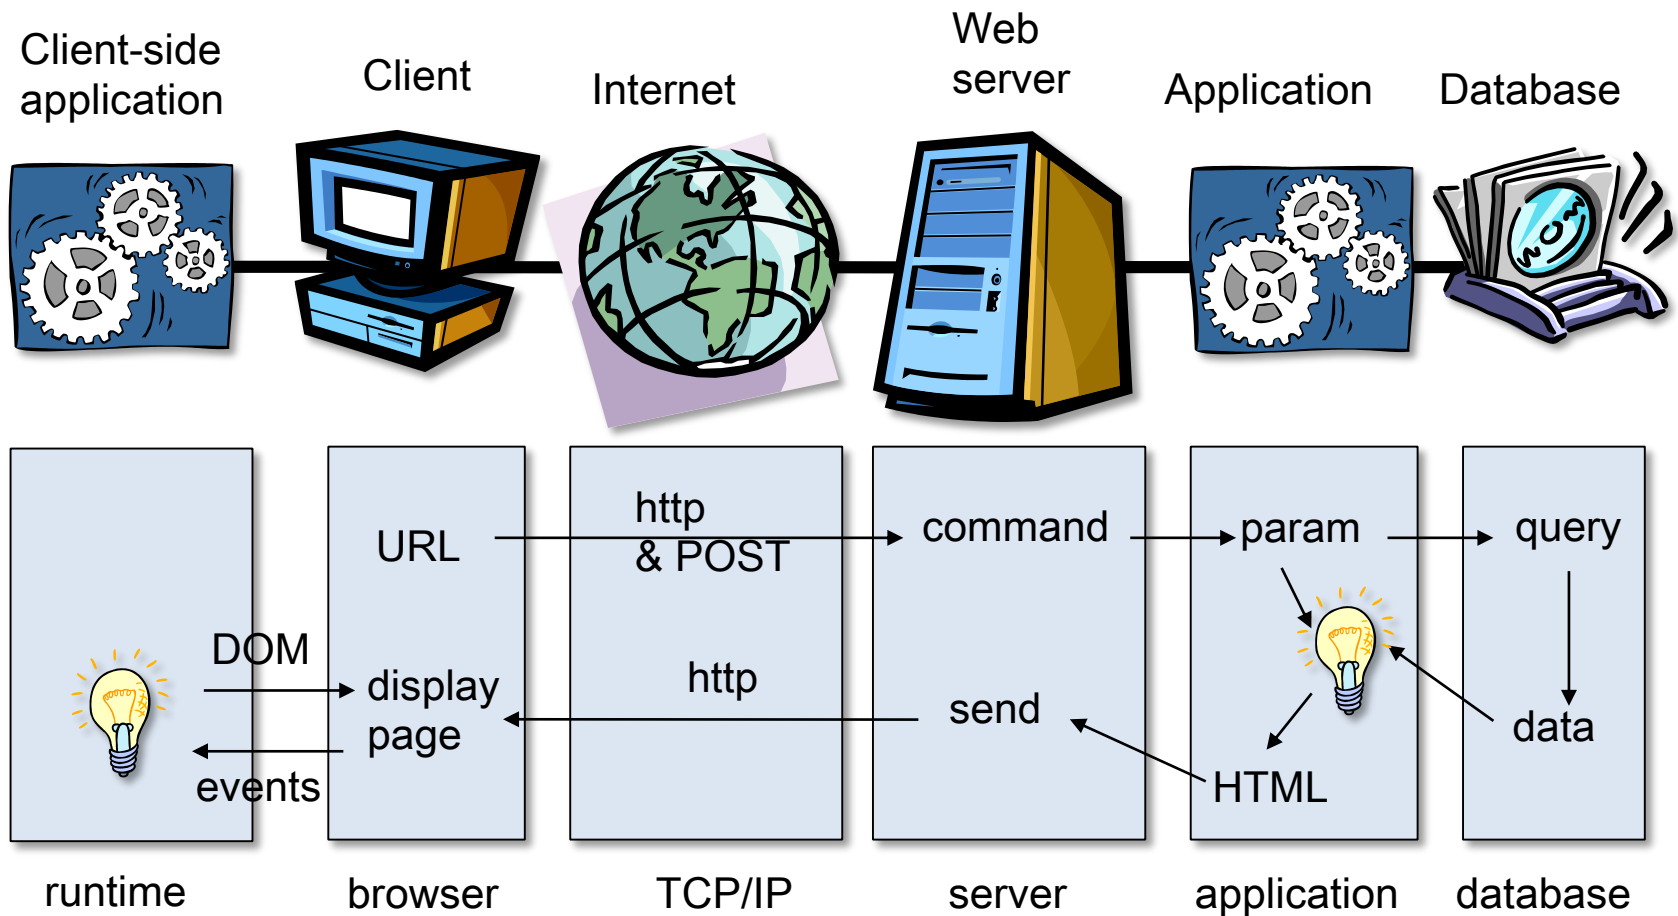 Client-side
application
Client
Internet
Web
server
Application
Database
WCW
URL
http
& POST
command
param
query
DOM
display
page
http
send
data
events
HTML
runtime
browser
TCP/IP
server
application
database